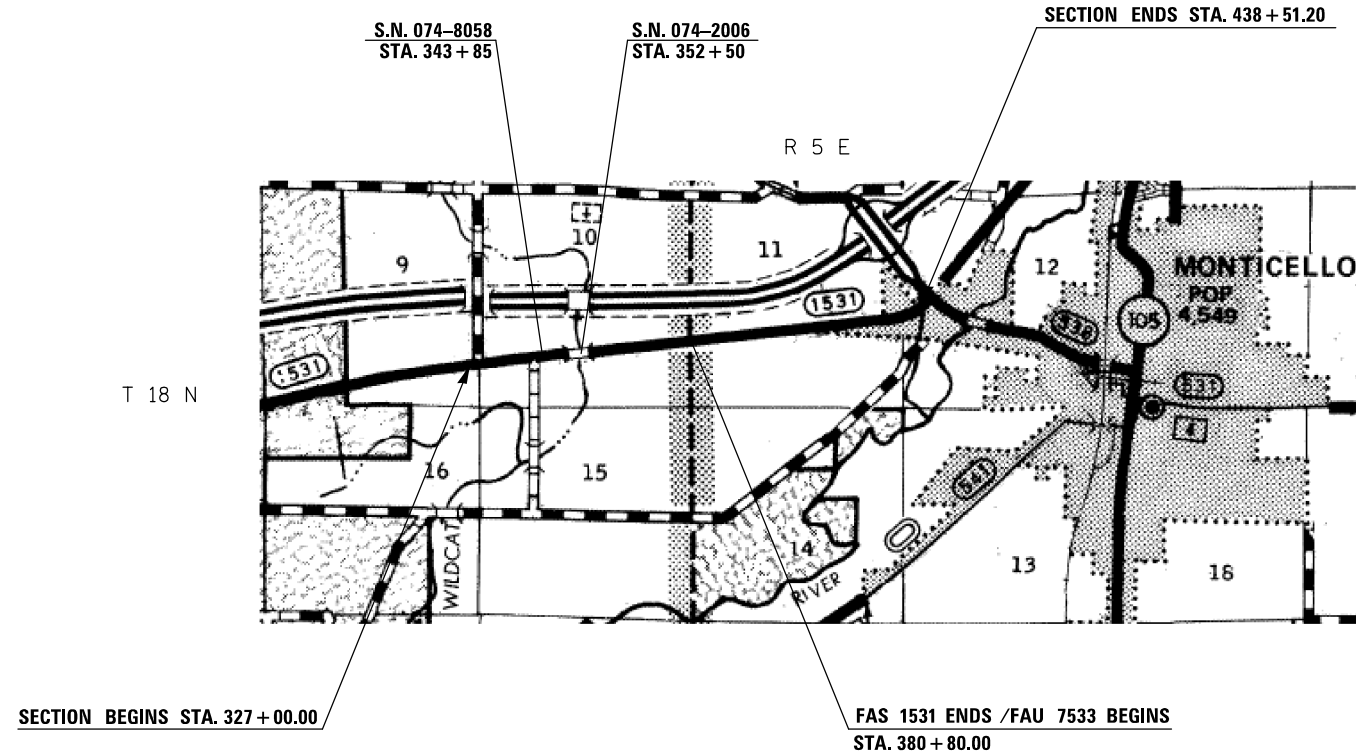 SECTION ENDS STA. 438+51.20
S.N. 074-8058
STA. 343+85
S.N. 074-2006
STA. 352+50
R 5 E
10
11
9
12
MONTICELLO
POP
4,549
1531
105
T 18 N
531
16
15
14
541
13
18
WILDCAT
RIVER
4
SECTION BEGINS STA. 327+00.00
FAS 1531 ENDS /FAU 7533 BEGINS
STA. 380+80.00